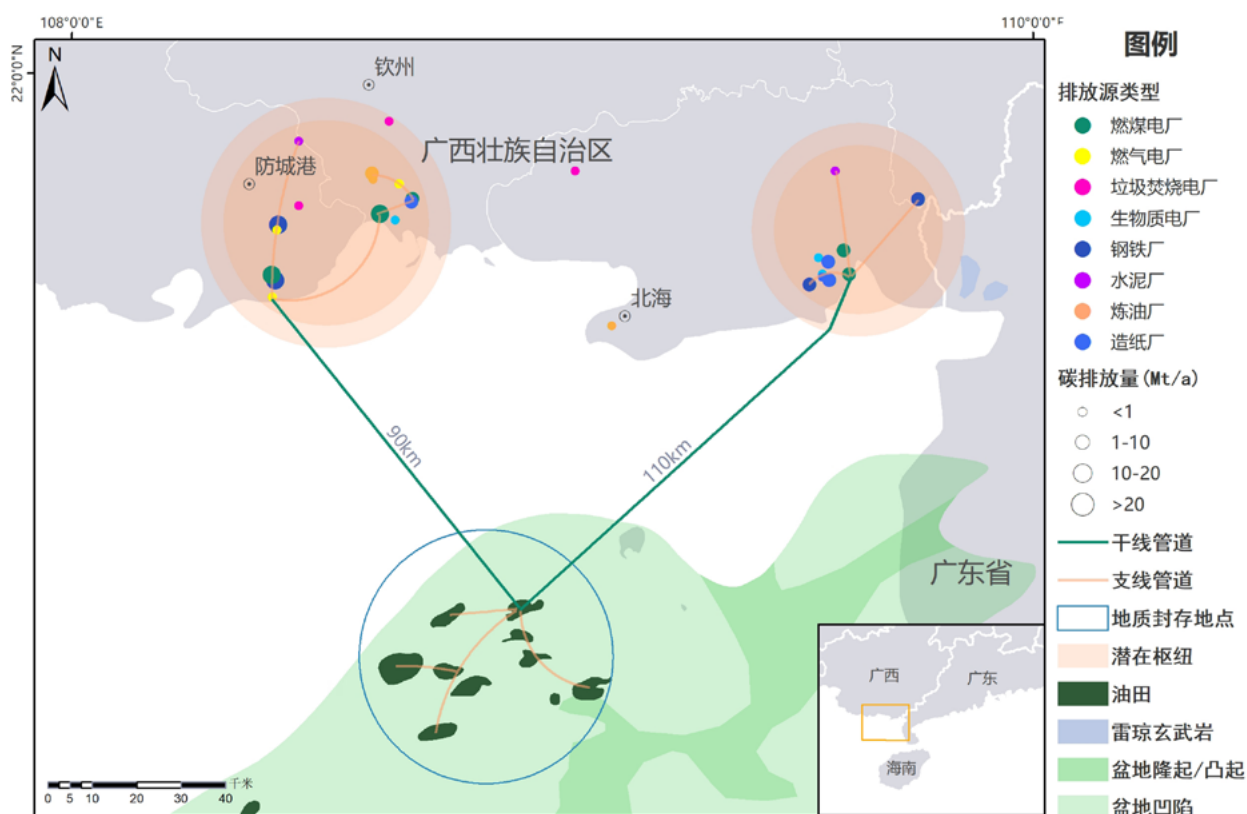 108°0′0″E
110°0′0″E
22°0′0″N
N
钦州
防城港
广西壮族自治区
北海
90km
110km
广东省
广西
广东
海南
千米
0 5 10 20 30 40
图例
排放源类型
燃煤电厂
燃气电厂
垃圾焚烧电厂
生物质电厂
钢铁厂
水泥厂
炼油厂
造纸厂
碳排放量(Mt/a)
<1
1-10
10-20
>20
干线管道
支线管道
地质封存地点
潜在枢纽
油田
雷琼玄武岩
盆地隆起/凸起
盆地凹陷